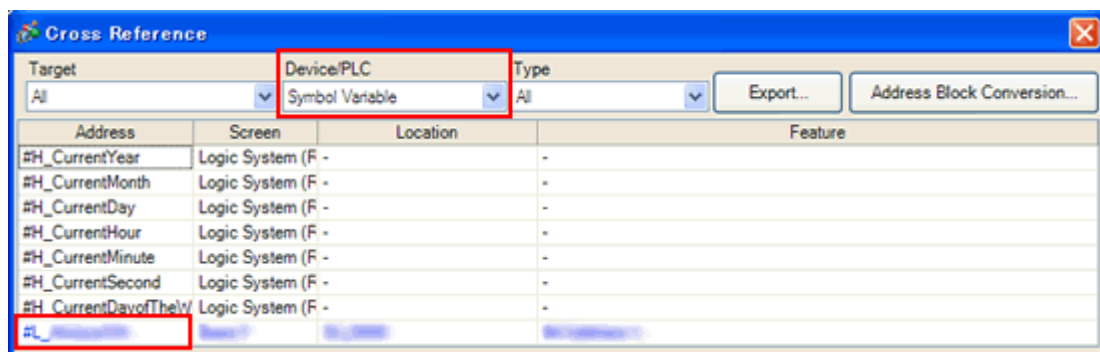 Cross Reference
Target Device/PLC Type
All Symbol Variable All Export... Address Block Conversion...
Address Screen Location Feature
#H_CurrentYear Logic System (R - -
#H_CurrentMonth Logic System (R - -
#H_CurrentDay Logic System (R - -
#H_CurrentHour Logic System (R - -
#H_CurrentMinute Logic System (R - -
#H_CurrentSecond Logic System (R - -
#H_CurrentDayofTheW Logic System (R - -
#L_